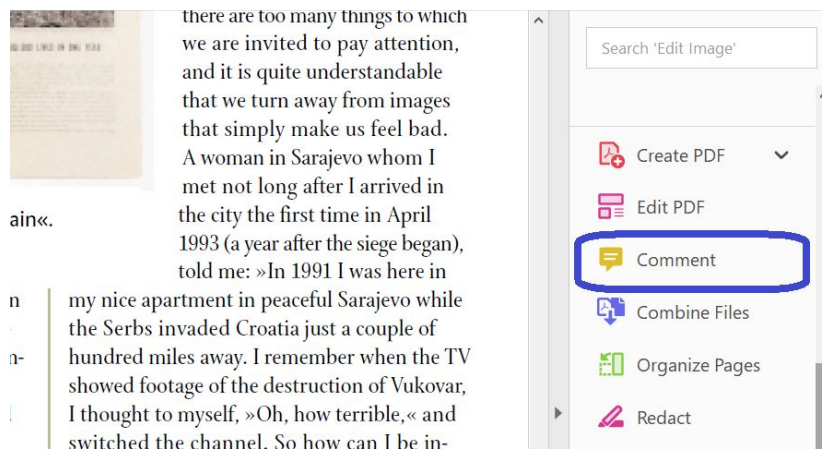 there are too many things to which
we are invited to pay attention,
and it is quite understandable
that we turn away from images
that simply make us feel bad.
A woman in Sarajevo whom I
met not long after I arrived in
the city the first time in April
1993 (a year after the siege began),
told me: »In 1991 I was here in
my nice apartment in peaceful Sarajevo while
the Serbs invaded Croatia just a couple of
hundred miles away. I remember when the TV
showed footage of the destruction of Vukovar,
I thought to myself, »Oh, how terrible,« and
switched the channel. So how can I be in-
ain«.
n
-
n-
Search 'Edit Image'
Create PDF
Edit PDF
Comment
Combine Files
Organize Pages
Redact